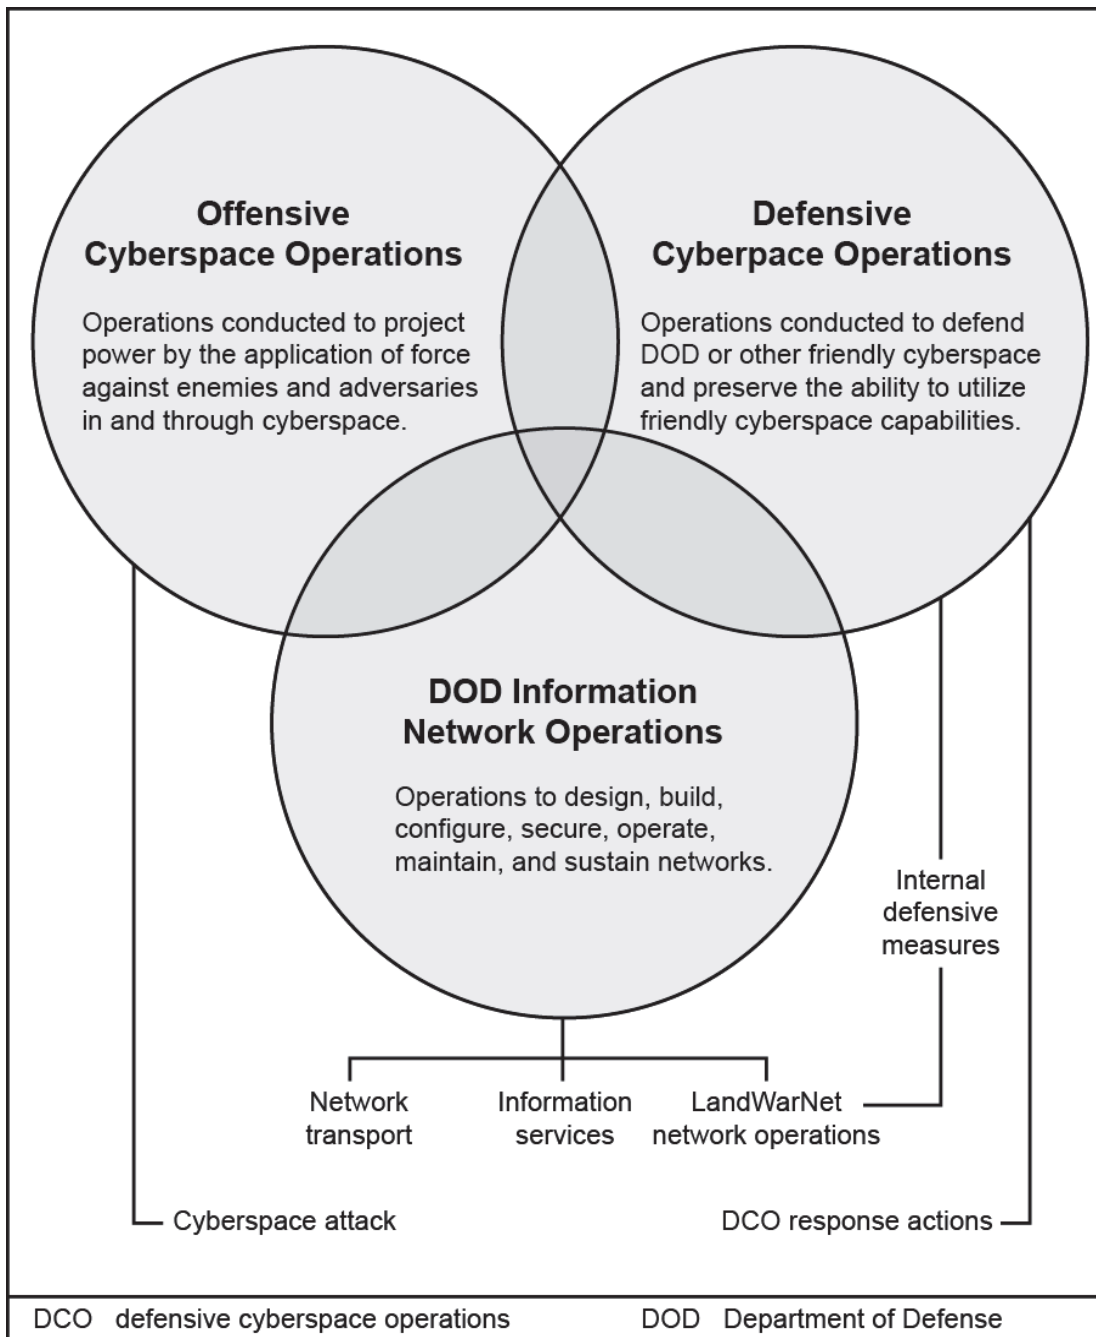 Offensive
Cyberspace Operations
Operations conducted to project
power by the application of force
against enemies and adversaries
in and through cyberspace.
Defensive
Cyberpace Operations
Operations conducted to defend
DOD or other friendly cyberspace
and preserve the ability to utilize
friendly cyberspace capabilities.
DOD Information
Network Operations
Operations to design, build,
configure, secure, operate,
maintain, and sustain networks.
Internal
defensive
measures
Network
transport
Information
services
LandWarNet
network operations
Cyberspace attack
DCO response actions
DCO defensive cyberspace operations
DOD Department of Defense